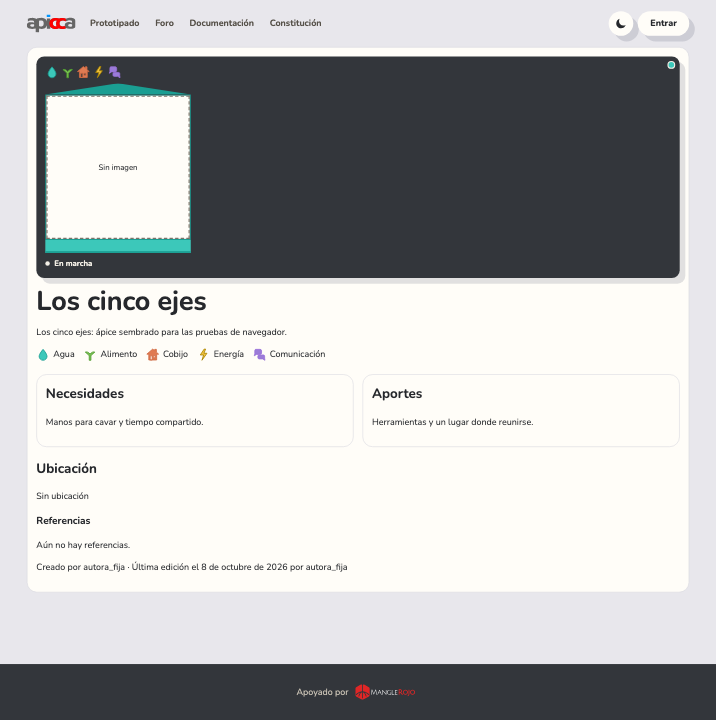 apiocca
Prototipado Foro Documentación Constitución
Entrar
Sin imagen
En marcha
Los cinco ejes
Los cinco ejes: ápice sembrado para las pruebas de navegador.
Agua Alimento Cobijo Energía Comunicación
Necesidades
Manos para cavar y tiempo compartido.
Aportes
Herramientas y un lugar donde reunirse.
Ubicación
Sin ubicación
Referencias
Aún no hay referencias.
Creado por autora_fija · Última edición el 8 de octubre de 2026 por autora_fija
Apoyado por MANGLEROJO